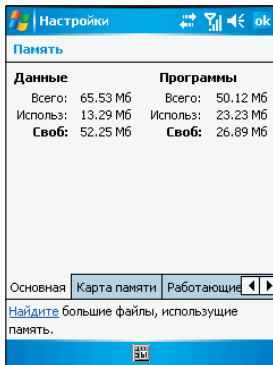 Настройки ok
Память
Данные Программы
Всего: 65.53 Мб Всего: 50.12 Мб
Использ: 13.29 Мб Использ: 23.23 Мб
Своб: 52.25 Мб Своб: 26.89 Мб
Основная Карта памяти Работающие
Найдите большие файлы, использущие
память.